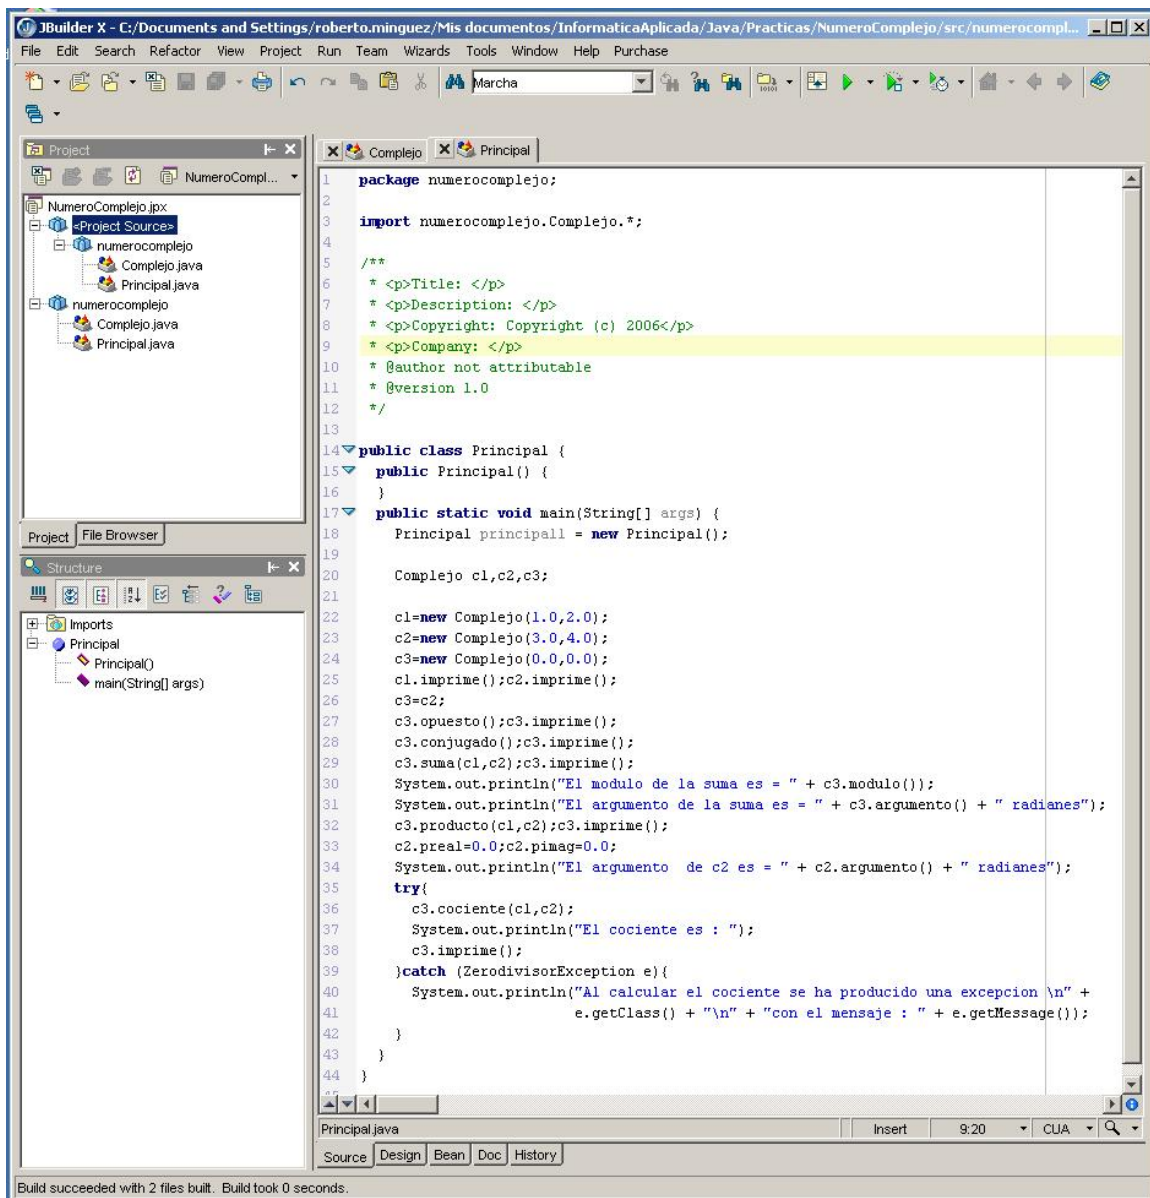 JBuilder X - C:/Documents and Settings/roberto.minguez/Mis documentos/InformaticaAplicada/Java/Practicas/NumeroComplejo/src/numerocompl...
File Edit Search Refactor View Project Run Team Wizards Tools Window Help Purchase
Marcha
Project
NumeroCompl...
NumeroComplejo.jpx
<Project Source>
numerocomplejo
Complejo.java
Principal.java
numerocomplejo
Complejo.java
Principal.java
Project File Browser
Structure
Imports
Principal
Principal()
main(String[] args)
Complejo Principal
1 package numerocomplejo;
2
3 import numerocomplejo.Complejo.*;
4
5 /**
6 * <p>Title: </p>
7 * <p>Description: </p>
8 * <p>Copyright: Copyright (c) 2006</p>
9 * <p>Company: </p>
10 * @author not attributable
11 * @version 1.0
12 */
13
14 public class Principal {
15 public Principal() {
16 }
17 public static void main(String[] args) {
18 Principal principal1 = new Principal();
19
20 Complejo c1,c2,c3;
21
22 c1=new Complejo(1.0,2.0);
23 c2=new Complejo(3.0,4.0);
24 c3=new Complejo(0.0,0.0);
25 c1.imprime();c2.imprime();
26 c3=c2;
27 c3.opuesto();c3.imprime();
28 c3.conjugado();c3.imprime();
29 c3.suma(c1,c2);c3.imprime();
30 System.out.println("El modulo de la suma es = " + c3.modulo());
31 System.out.println("El argumento de la suma es = " + c3.argumento() + " radianes");
32 c3.producto(c1,c2);c3.imprime();
33 c2.preal=0.0;c2.pimag=0.0;
34 System.out.println("El argumento  de c2 es = " + c2.argumento() + " radianes");
35 try{
36 c3.cociente(c1,c2);
37 System.out.println("El cociente es : ");
38 c3.imprime();
39 }catch (ZerodivisorException e){
40 System.out.println("Al calcular el cociente se ha producido una excepcion \n" +
41 e.getClass() + "\n" + "con el mensaje : " + e.getMessage());
42 }
43 }
44 }
Principal.java Insert 9:20 CUA
Source Design Bean Doc History
Build succeeded with 2 files built. Build took 0 seconds.